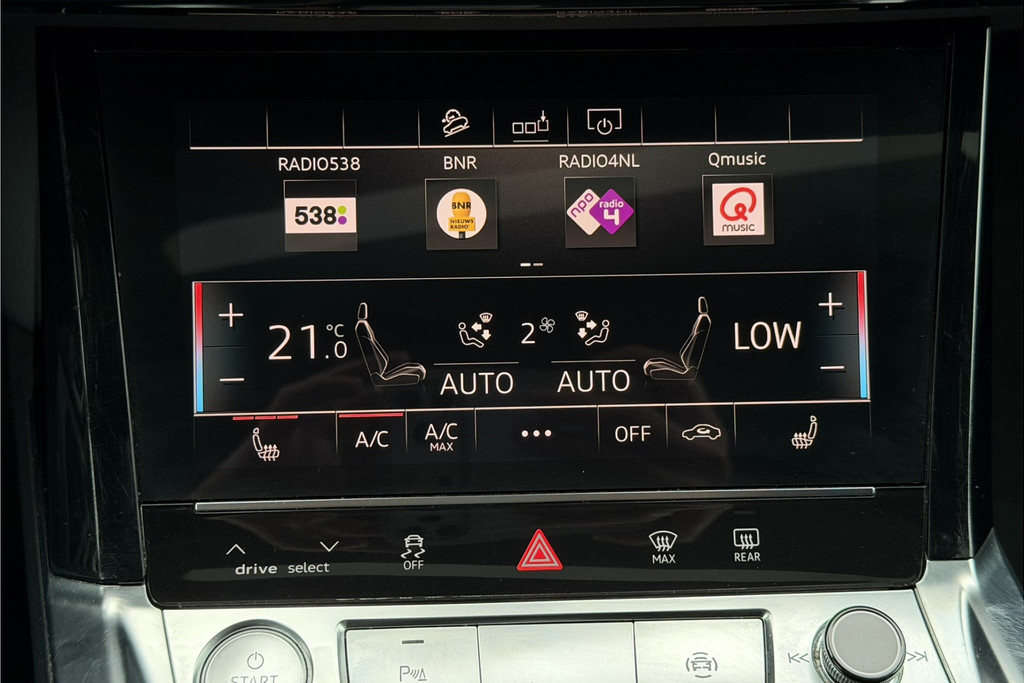 RADIO538
BNR
RADIO4NL
Qmusic
538
BNR
NIEUWS
RADIO
npo
radio
4
music
21.0 °C
2
LOW
AUTO
AUTO
A/C
A/C
MAX
•••
OFF
drive select
OFF
MAX
REAR
START
P